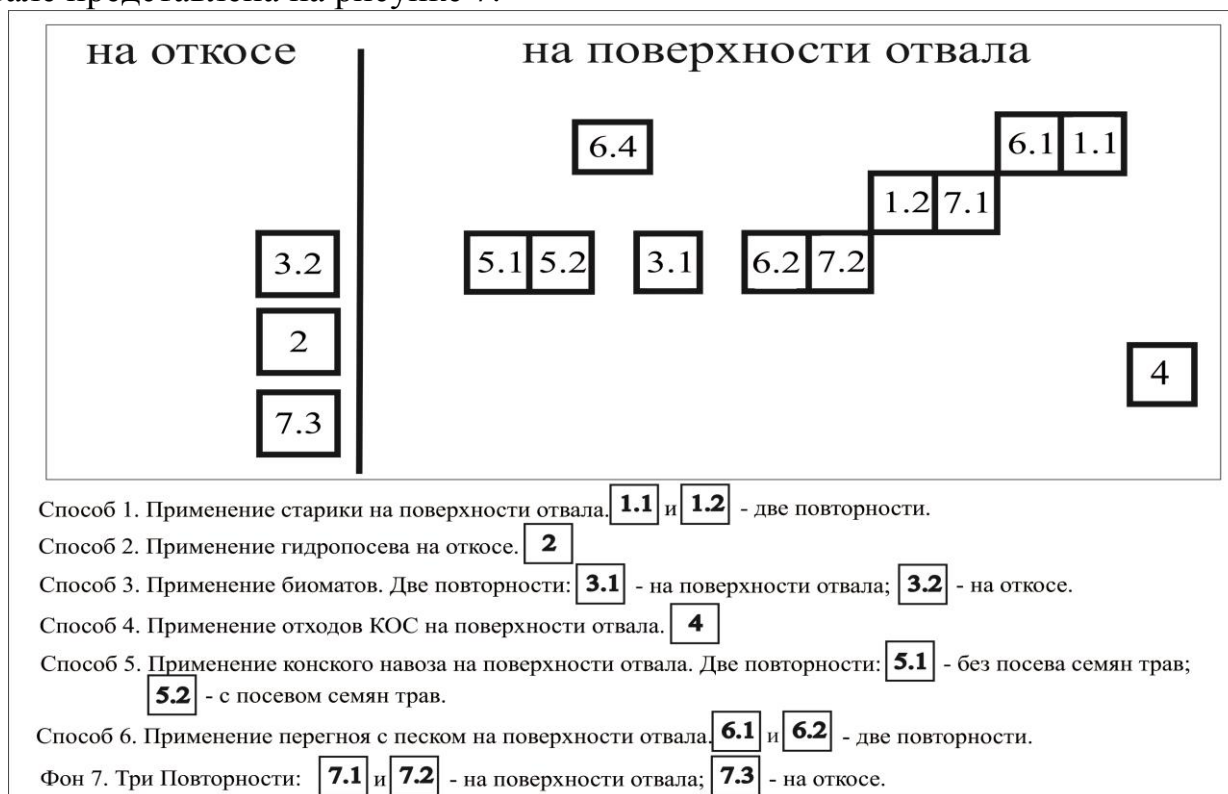 вале представлена на рисунке 7.
на откосе на поверхности отвала
6.1 1.1
6.4
1.2 7.1
3.2 5.1 5.2 3.1 6.2 7.2
2
4
7.3
Способ 1. Применение старики на поверхности отвала. 1.1 и 1.2 - две повторности.
Способ 2. Применение гидропосева на откосе. 2
Способ 3. Применение биоматов. Две повторности: 3.1 - на поверхности отвала; 3.2 - на откосе.
Способ 4. Применение отходов КОС на поверхности отвала. 4
Способ 5. Применение конского навоза на поверхности отвала. Две повторности: 5.1 - без посева семян трав;
5.2 - с посевом семян трав.
Способ 6. Применение перегноя с песком на поверхности отвала. 6.1 и 6.2 - две повторности.
Фон 7. Три Повторности: 7.1 и 7.2 - на поверхности отвала; 7.3 - на откосе.